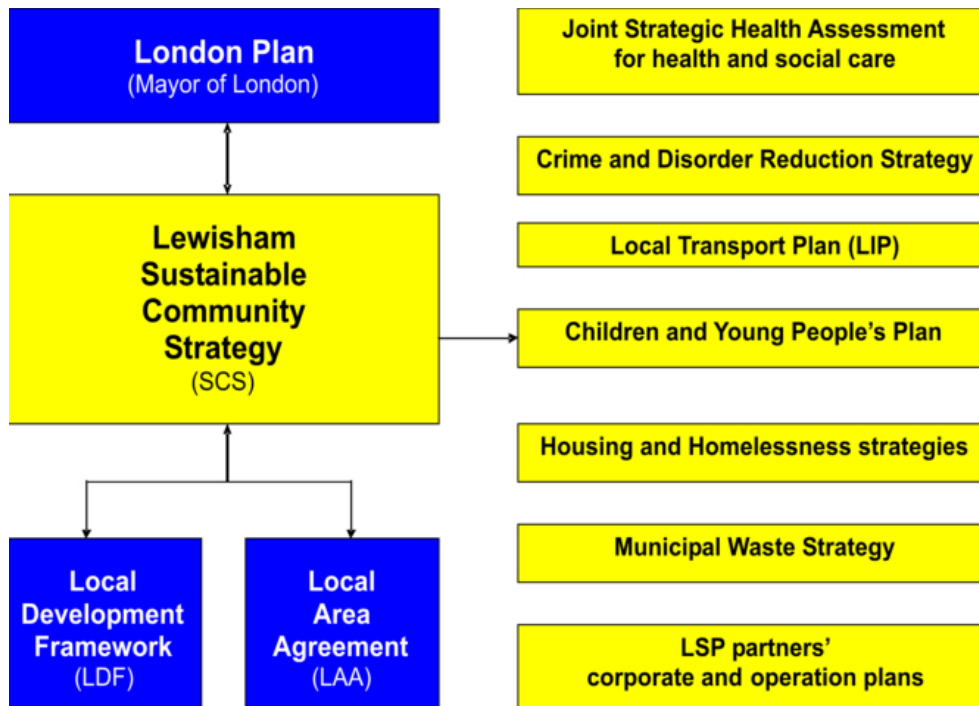 London Plan
(Mayor of London)
Lewisham
Sustainable
Community
Strategy
(SCS)
Local
Development
Framework
(LDF)
Local
Area
Agreement
(LAA)
Joint Strategic Health Assessment
for health and social care
Crime and Disorder Reduction Strategy
Local Transport Plan (LIP)
Children and Young People’s Plan
Housing and Homelessness strategies
Municipal Waste Strategy
LSP partners’
corporate and operation plans